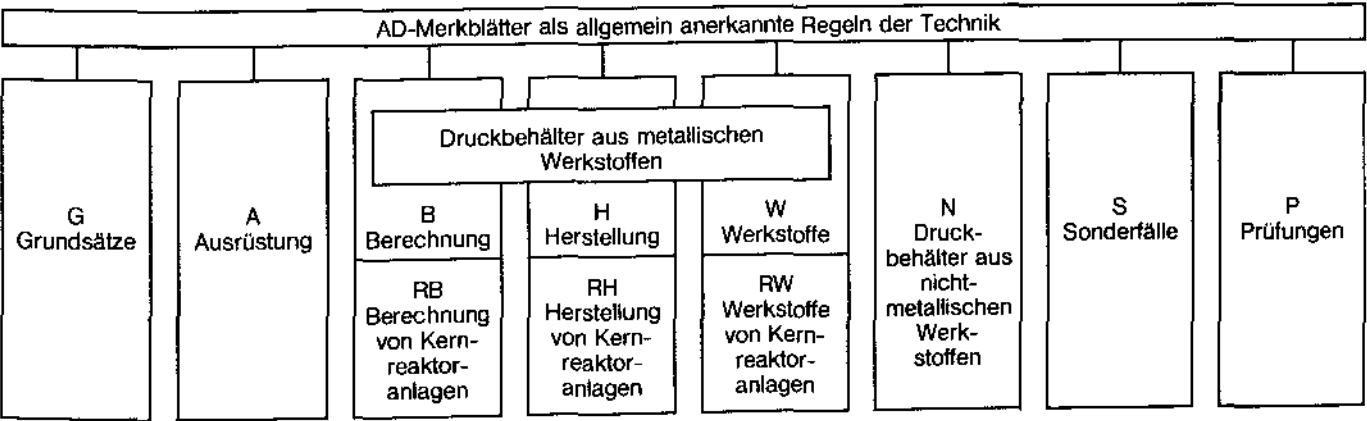 AD-Merkblätter als allgemein anerkannte Regeln der Technik
Druckbehälter aus metallischen
Werkstoffen
G
Grundsätze
A
Ausrüstung
B
Berechnung
RB
Berechnung
von Kern-
reaktor-
anlagen
H
Herstellung
RH
Herstellung
von Kern-
reaktor-
anlagen
W
Werkstoffe
RW
Werkstoffe
von Kern-
reaktor-
anlagen
N
Druck-
behälter aus
nicht-
metallischen
Werk-
stoffen
S
Sonderfälle
P
Prüfungen